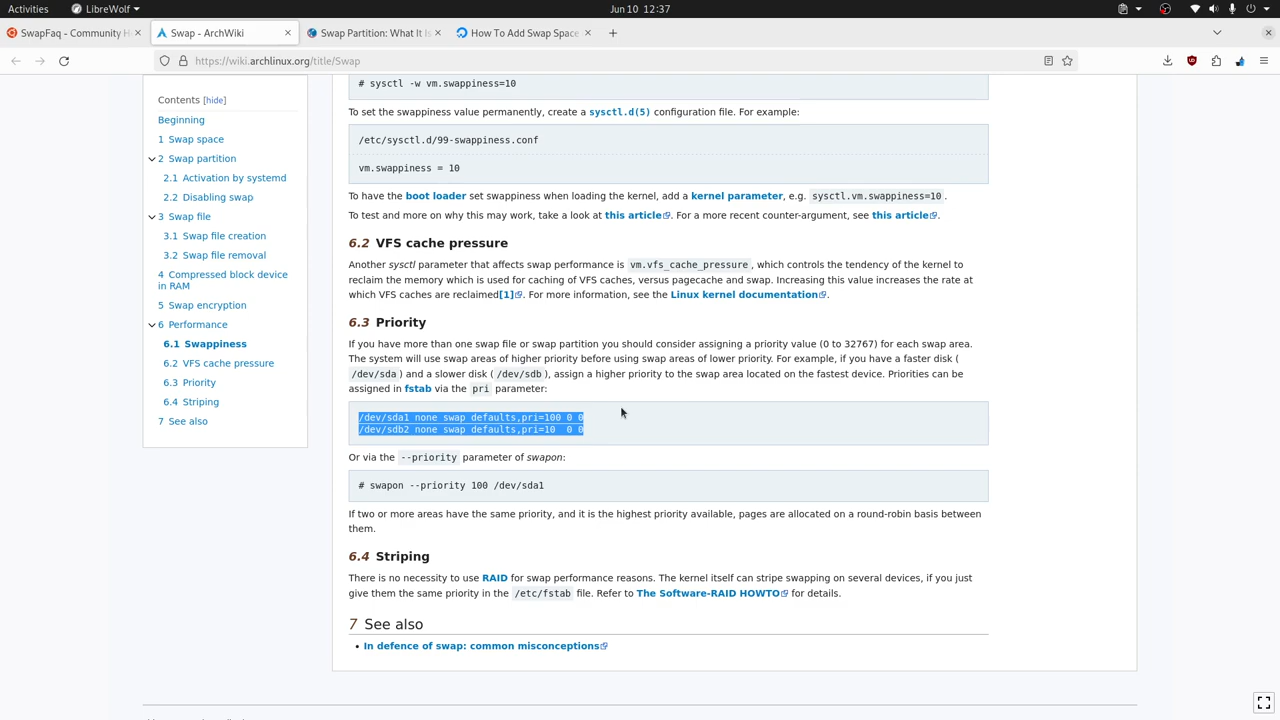 Activities LibreWolf Jun 10 12:37
SwapFaq - Community H Swap - ArchWiki Swap Partition: What It Is How To Add Swap Space
https://wiki.archlinux.org/title/Swap
Contents [hide]
Beginning
1 Swap space
2 Swap partition
2.1 Activation by systemd
2.2 Disabling swap
3 Swap file
3.1 Swap file creation
3.2 Swap file removal
4 Compressed block device
in RAM
5 Swap encryption
6 Performance
6.1 Swappiness
6.2 VFS cache pressure
6.3 Priority
6.4 Striping
7 See also
# sysctl -w vm.swappiness=10
To set the swappiness value permanently, create a sysctl.d(5) configuration file. For example:
/etc/sysctl.d/99-swappiness.conf
vm.swappiness = 10
To have the boot loader set swappiness when loading the kernel, add a kernel parameter, e.g. sysctl.vm.swappiness=10.
To test and more on why this may work, take a look at this article. For a more recent counter-argument, see this article.
6.2 VFS cache pressure
Another sysctl parameter that affects swap performance is vm.vfs_cache_pressure, which controls the tendency of the kernel to
reclaim the memory which is used for caching of VFS caches, versus pagecache and swap. Increasing this value increases the rate at
which VFS caches are reclaimed[1]. For more information, see the Linux kernel documentation.
6.3 Priority
If you have more than one swap file or swap partition you should consider assigning a priority value (0 to 32767) for each swap area.
The system will use swap areas of higher priority before using swap areas of lower priority. For example, if you have a faster disk (
/dev/sda) and a slower disk (/dev/sdb), assign a higher priority to the swap area located on the fastest device. Priorities can be
assigned in fstab via the pri parameter:
/dev/sda1 none swap defaults,pri=100 0 0
/dev/sdb2 none swap defaults,pri=10  0 0
Or via the --priority parameter of swapon:
# swapon --priority 100 /dev/sda1
If two or more areas have the same priority, and it is the highest priority available, pages are allocated on a round-robin basis between
them.
6.4 Striping
There is no necessity to use RAID for swap performance reasons. The kernel itself can stripe swapping on several devices, if you just
give them the same priority in the /etc/fstab file. Refer to The Software-RAID HOWTO for details.
7 See also
• In defence of swap: common misconceptions